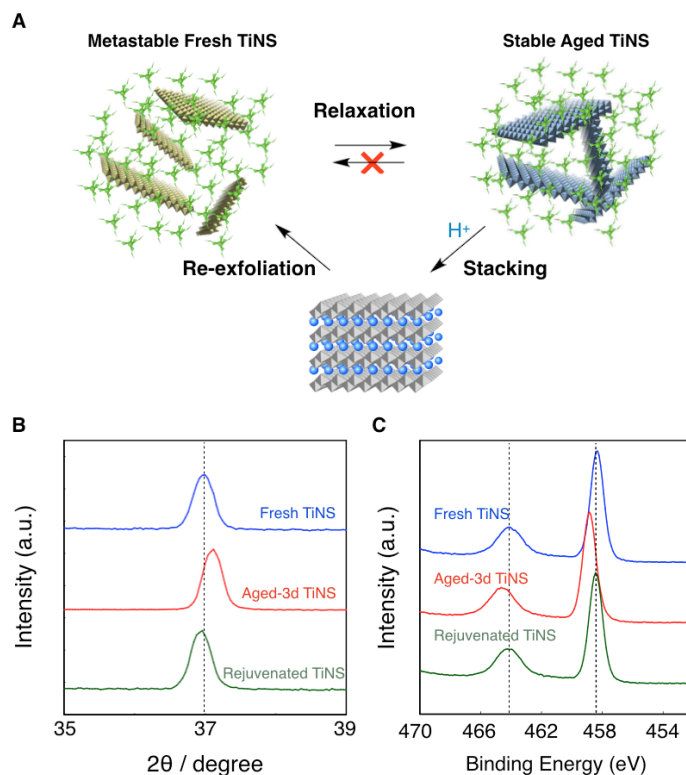 A
Metastable Fresh TiNS
Stable Aged TiNS
Relaxation
H+
Re-exfoliation
Stacking
B
Fresh TiNS
Aged-3d TiNS
Rejuvenated TiNS
Intensity (a.u.)
35
37
39
2θ / degree
C
Fresh TiNS
Aged-3d TiNS
Rejuvenated TiNS
Intensity (a.u.)
470
466
462
458
454
Binding Energy (eV)